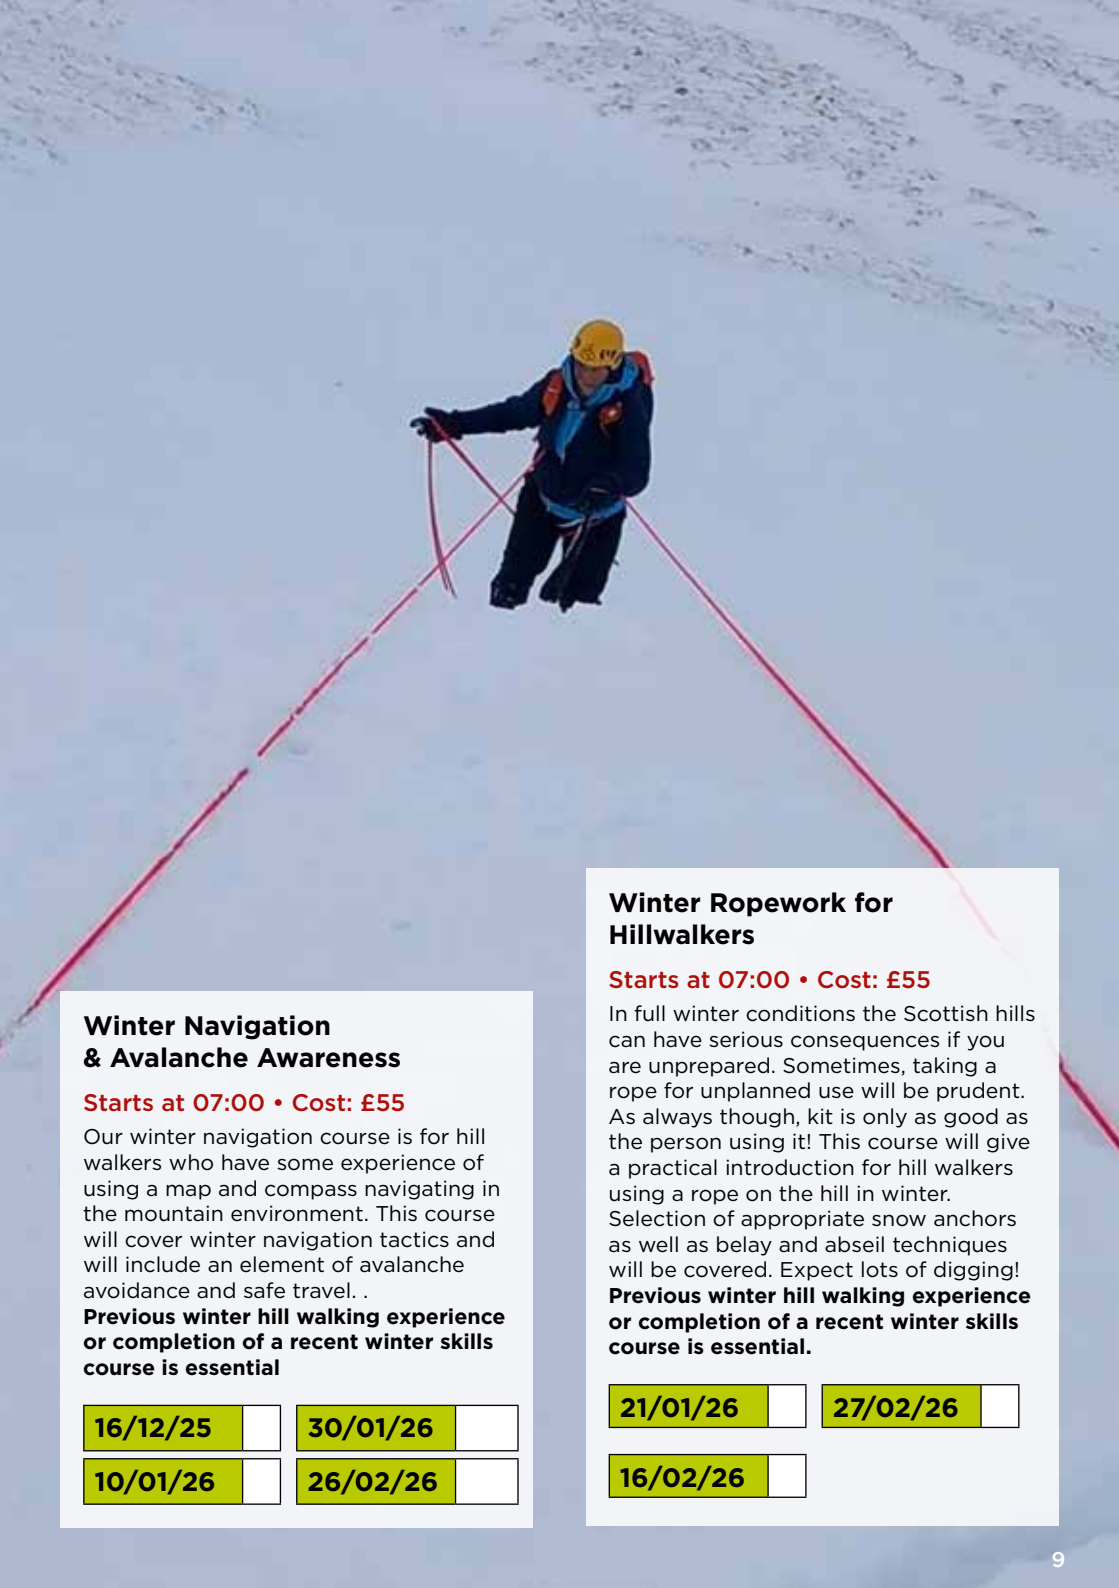 Winter Navigation
& Avalanche Awareness
Starts at 07:00 • Cost: £55
Our winter navigation course is for hill
walkers who have some experience of
using a map and compass navigating in
the mountain environment. This course
will cover winter navigation tactics and
will include an element of avalanche
avoidance and safe travel. .
Previous winter hill walking experience
or completion of a recent winter skills
course is essential
16/12/25 30/01/26
10/01/26 26/02/26
Winter Ropework for
Hillwalkers
Starts at 07:00 • Cost: £55
In full winter conditions the Scottish hills
can have serious consequences if you
are unprepared. Sometimes, taking a
rope for unplanned use will be prudent.
As always though, kit is only as good as
the person using it! This course will give
a practical introduction for hill walkers
using a rope on the hill in winter.
Selection of appropriate snow anchors
as well as belay and abseil techniques
will be covered. Expect lots of digging!
Previous winter hill walking experience
or completion of a recent winter skills
course is essential.
21/01/26 27/02/26
16/02/26
9